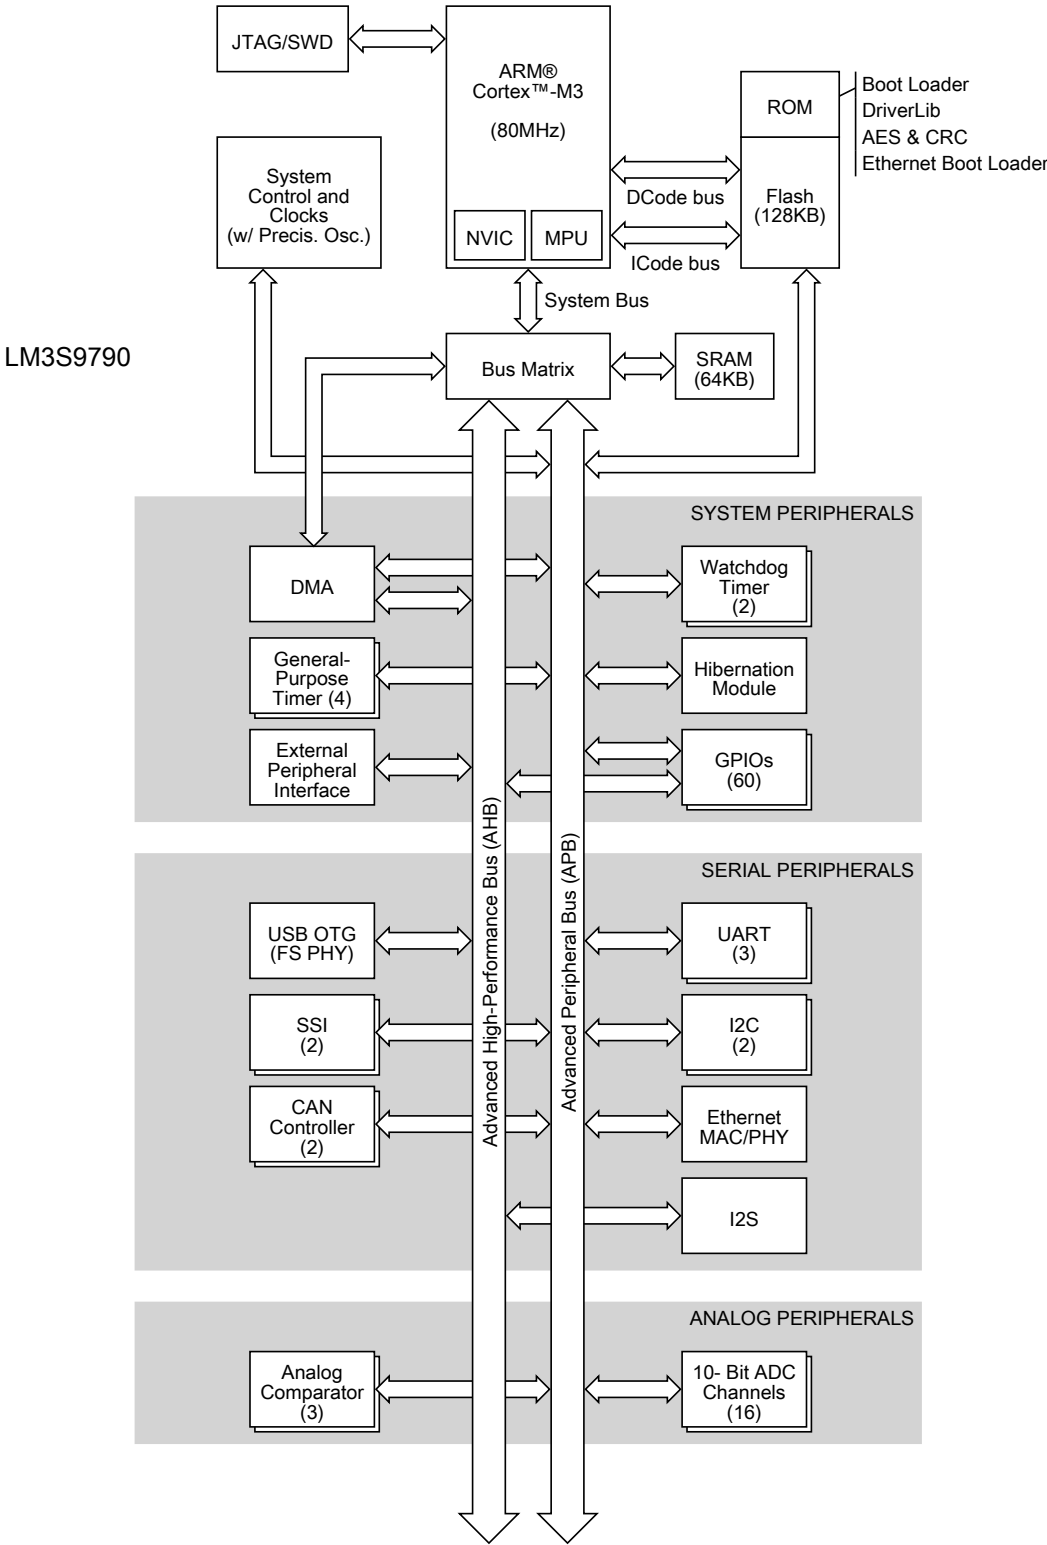 JTAG/SWD
ARM®
Cortex™-M3
(80MHz)
NVIC
MPU
ROM
Flash
(128KB)
Boot Loader
DriverLib
AES & CRC
Ethernet Boot Loader
System
Control and
Clocks
(w/ Precis. Osc.)
DCode bus
ICode bus
System Bus
LM3S9790
Bus Matrix
SRAM
(64KB)
SYSTEM PERIPHERALS
DMA
Watchdog
Timer
(2)
General-
Purpose
Timer (4)
Hibernation
Module
External
Peripheral
Interface
GPIOs
(60)
Advanced High-Performance Bus (AHB)
Advanced Peripheral Bus (APB)
SERIAL PERIPHERALS
USB OTG
(FS PHY)
UART
(3)
SSI
(2)
I2C
(2)
CAN
Controller
(2)
Ethernet
MAC/PHY
I2S
ANALOG PERIPHERALS
Analog
Comparator
(3)
10- Bit ADC
Channels
(16)